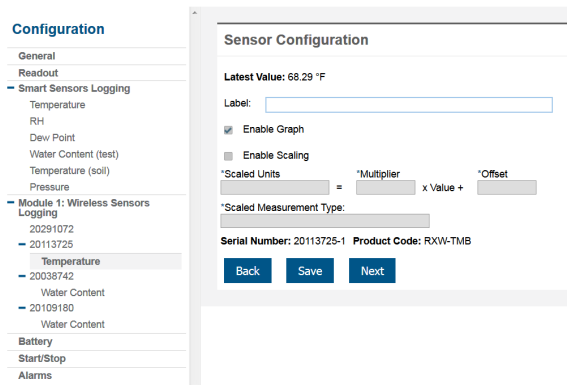 Configuration
General
Readout
Smart Sensors Logging
Temperature
RH
Dew Point
Water Content (test)
Temperature (soil)
Pressure
Module 1: Wireless Sensors
Logging
20291072
20113725
Temperature
20038742
Water Content
20109180
Water Content
Battery
Start/Stop
Alarms
Sensor Configuration
Latest Value: 68.29 °F
Label:
Enable Graph
Enable Scaling
*Scaled Units *Multiplier *Offset
= x Value +
*Scaled Measurement Type:
Serial Number: 20113725-1 Product Code: RXW-TMB
Back Save Next